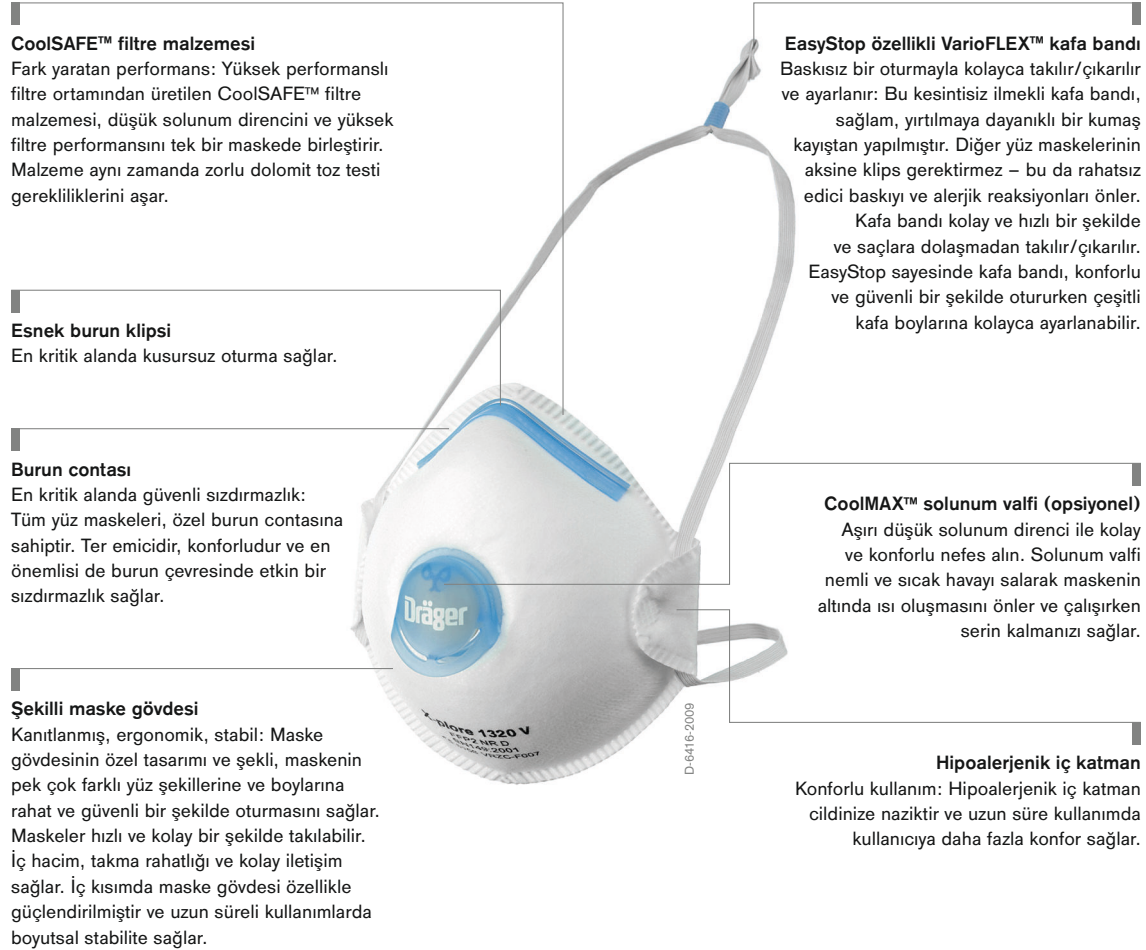 CoolSAFE™ filtre malzemesi
Fark yaratan performans: Yüksek performanslı
filtre ortamından üretilen CoolSAFE™ filtre
malzemesi, düşük solunum direncini ve yüksek
filtre performansını tek bir maskede birleştirir.
Malzeme aynı zamanda zorlu dolomit toz testi
gerekliliklerini aşar.
Esnek burun klipsi
En kritik alanda kusursuz oturma sağlar.
Burun contası
En kritik alanda güvenli sızdırmazlık:
Tüm yüz maskeleri, özel burun contasına
sahiptir. Ter emicidir, konforludur ve en
önemlisi de burun çevresinde etkin bir
sızdırmazlık sağlar.
Şekilli maske gövdesi
Kanıtlanmış, ergonomik, stabil: Maske
gövdesinin özel tasarımı ve şekli, maskenin
pek çok farklı yüz şekillerine ve boylarına
rahat ve güvenli bir şekilde oturmasını sağlar.
Maskeler hızlı ve kolay bir şekilde takılabilir.
İç hacim, takma rahatlığı ve kolay iletişim
sağlar. İç kısımda maske gövdesi özellikle
güçlendirilmiştir ve uzun süreli kullanımlarda
boyutsal stabilite sağlar.
EasyStop özellikli VarioFLEX™ kafa bandı
Baskısız bir oturmayla kolayca takılır/çıkarılır
ve ayarlanır: Bu kesintisiz ilmekli kafa bandı,
sağlam, yırtılmaya dayanıklı bir kumaş
kayıştan yapılmıştır. Diğer yüz maskelerinin
aksine klips gerektirmez – bu da rahatsız
edici baskıyı ve alerjik reaksiyonları önler.
Kafa bandı kolay ve hızlı bir şekilde
ve saçlara dolaşmadan takılır/çıkarılır.
EasyStop sayesinde kafa bandı, konforlu
ve güvenli bir şekilde otururken çeşitli
kafa boylarına kolayca ayarlanabilir.
CoolMAX™ solunum valfi (opsiyonel)
Aşırı düşük solunum direnci ile kolay
ve konforlu nefes alın. Solunum valfi
nemli ve sıcak havayı salarak maskenin
altında ısı oluşmasını önler ve çalışırken
serin kalmanızı sağlar.
Hipoalerjenik iç katman
Konforlu kullanım: Hipoalerjenik iç katman
cildinize naziktir ve uzun süre kullanımda
kullanıcıya daha fazla konfor sağlar.
Dräger
X-plore 1320 V
FFP2 NR D
EN149:2001
D-6416-2009